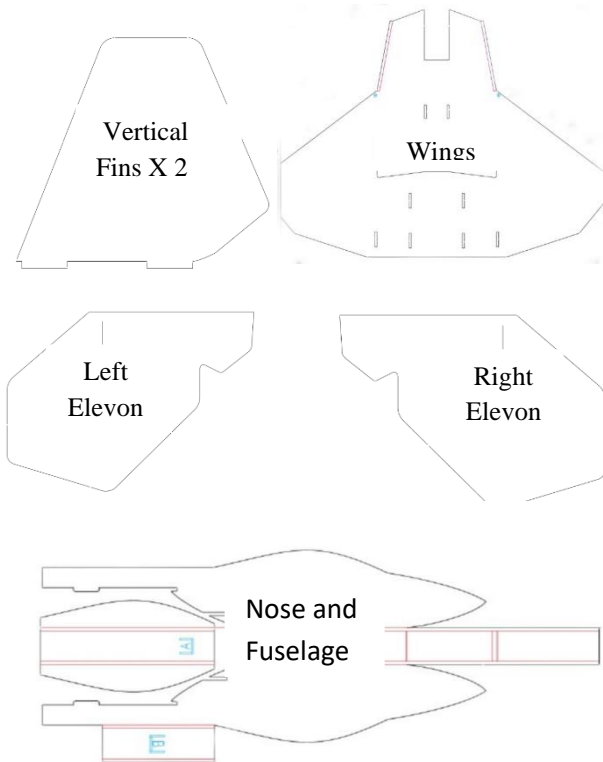 Vertical
Fins X 2
Wings
Left
Elevon
Right
Elevon
Nose and
Fuselage
A
B